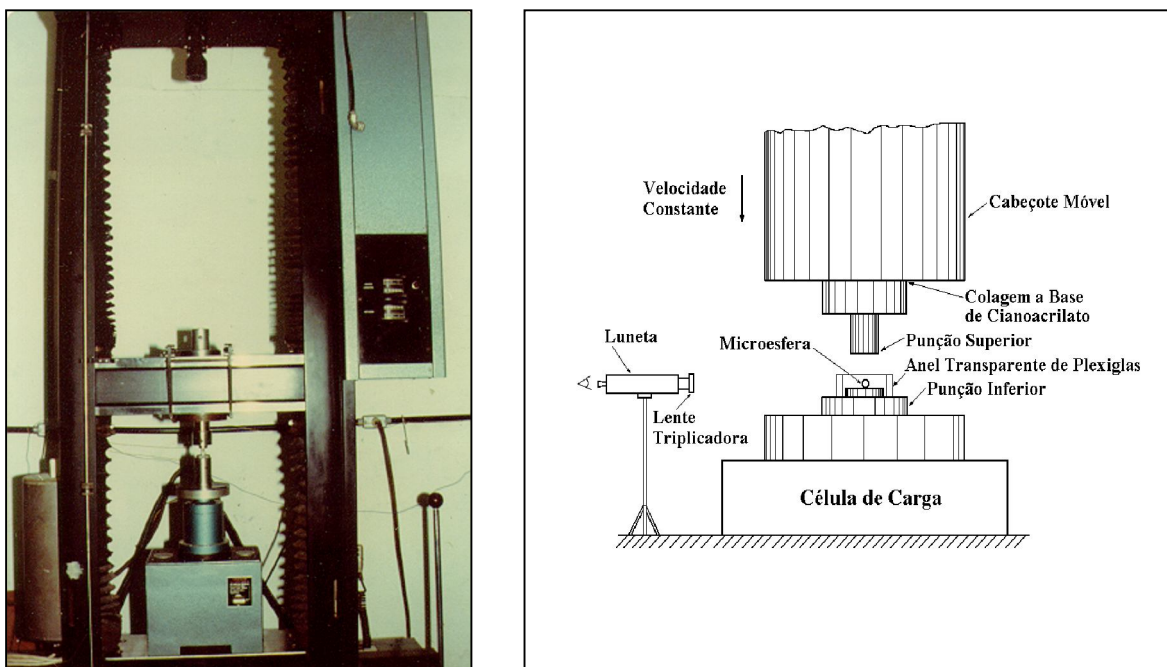 Velocidade
Constante
Cabeçote Móvel
Colagem a Base
de Cianoacrilato
Punção Superior
Luneta
Microesfera
Anel Transparente de Plexiglas
Punção Inferior
Lente
Triplicadora
Célula de Carga